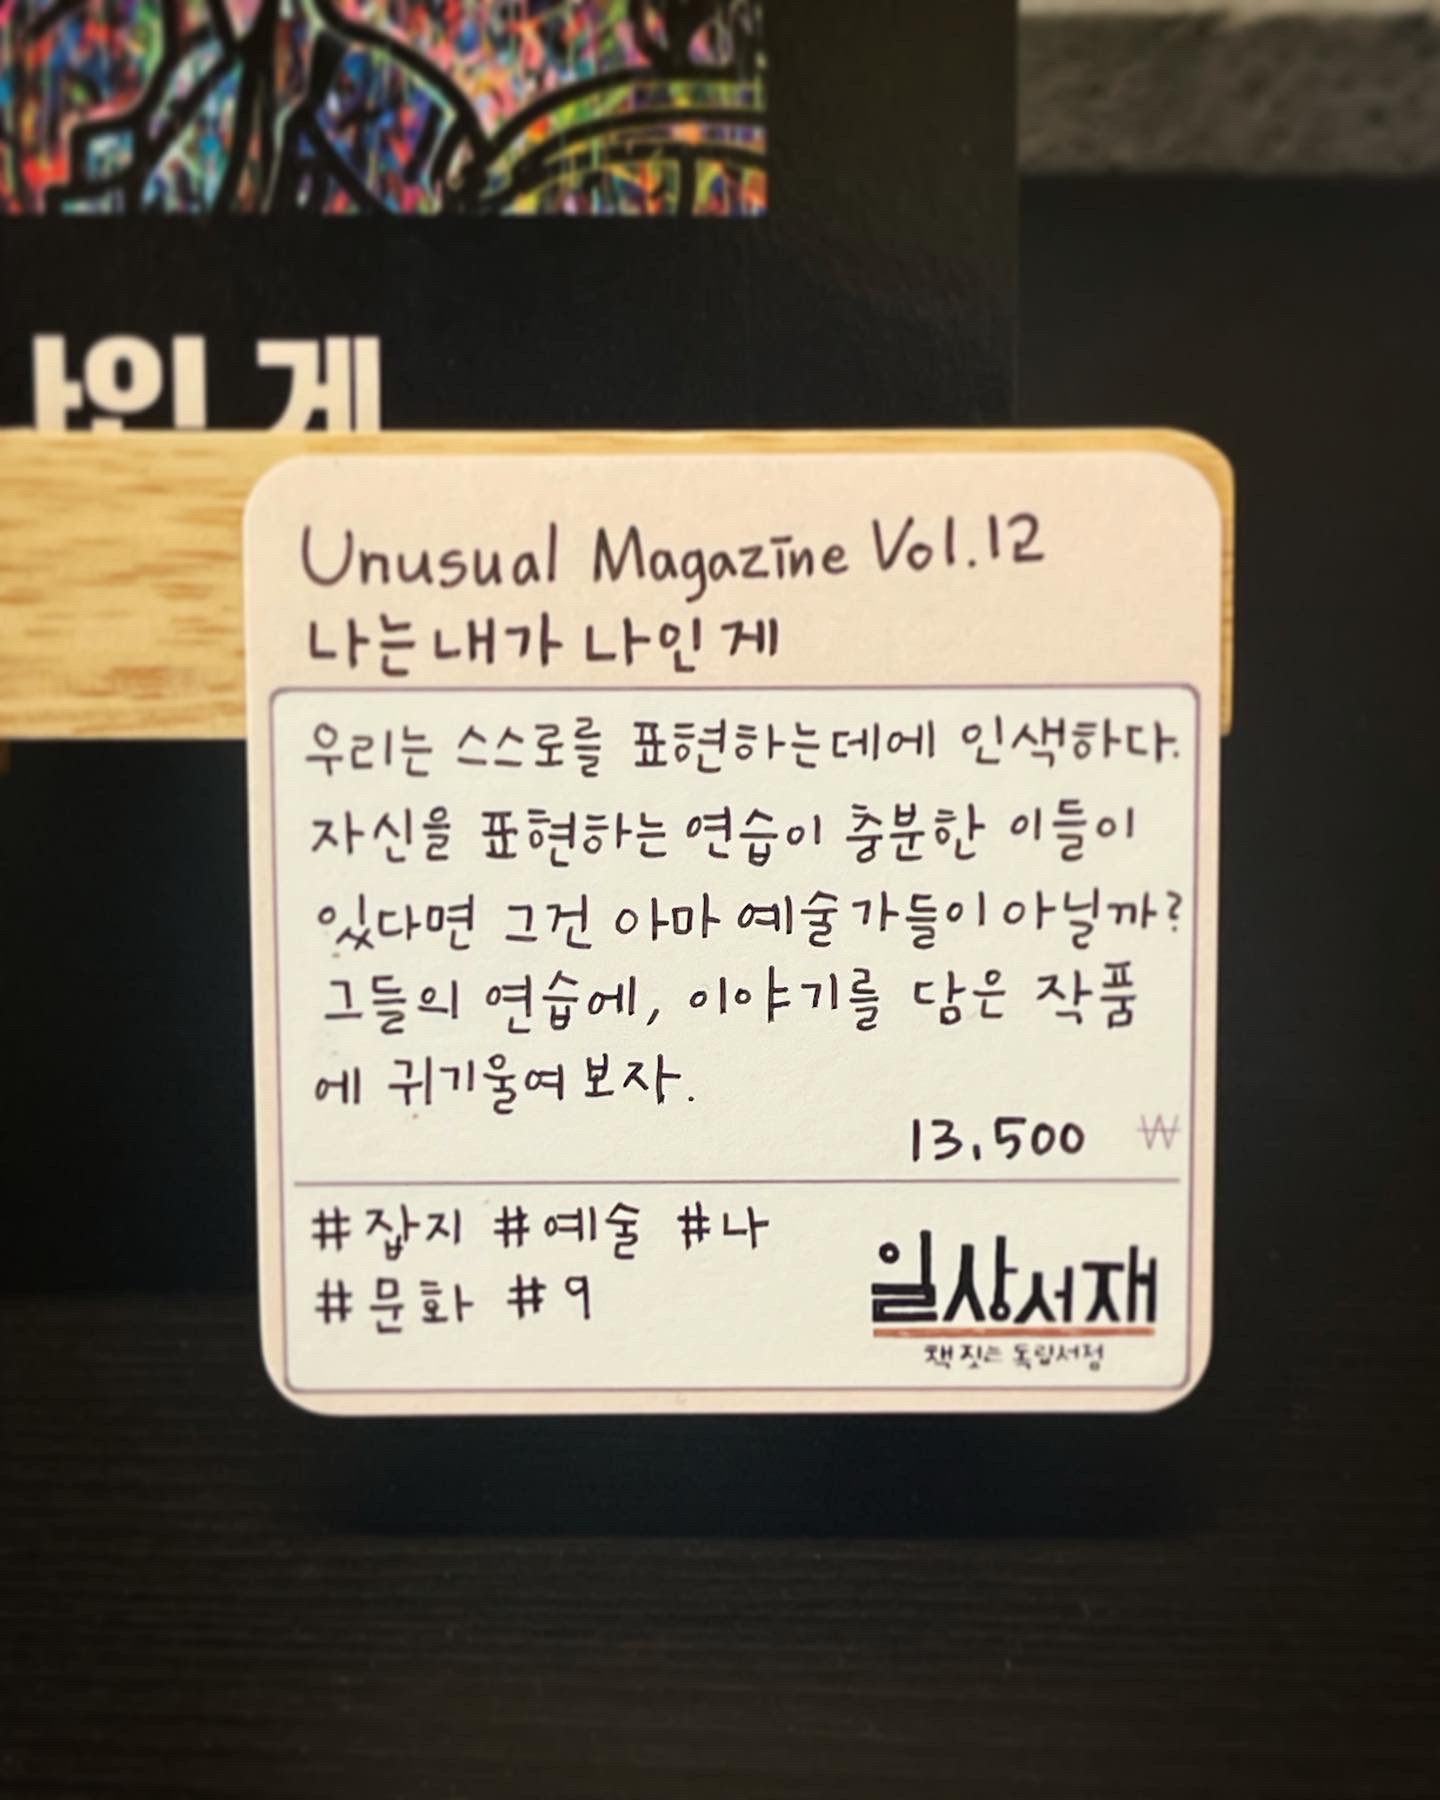 나인 게
Unusual Magazine Vol.12
나는 내가 나인 게
우리는 스스로를 표현하는데에 인색하다.
자신을 표현하는 연습이 충분한 이들이
있다면 그건 아마 예술가들이 아닐까?
그들의 연습에, 이야기를 담은 작품
에 귀기울여 보자.
13,500 ₩
#잡지 #예술 #나
#문화 #9
일상서재
책 짓는 독립서점